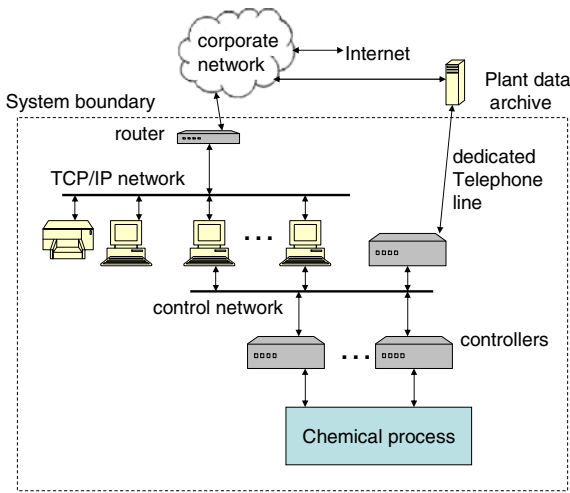 corporate
network
Internet
Plant data
archive
System boundary
router
dedicated
Telephone
line
TCP/IP network
...
control network
controllers
...
Chemical process